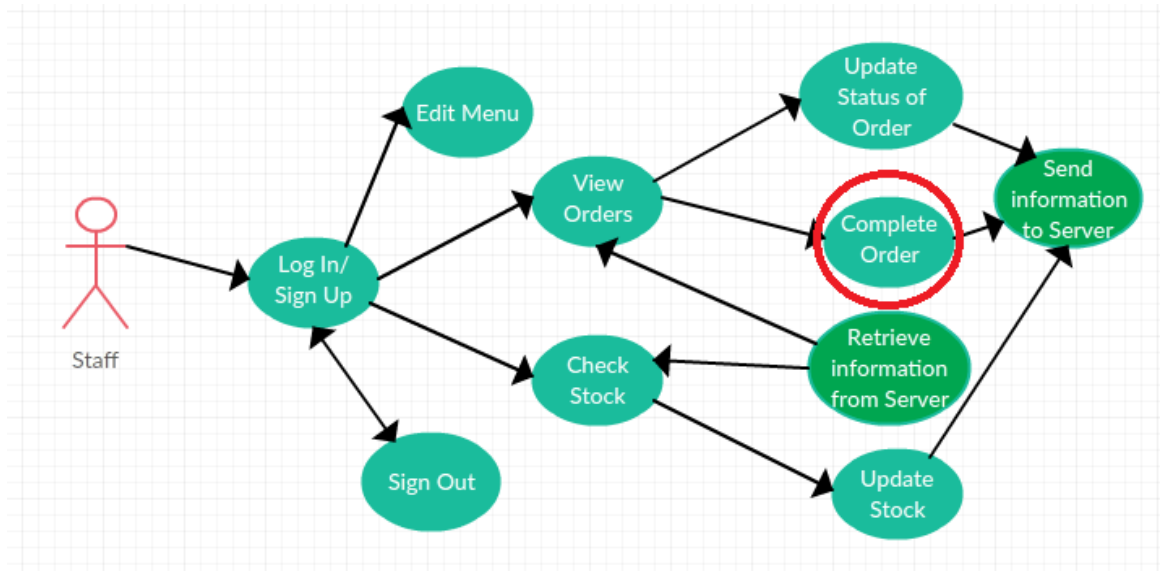 Update
Status of
Order
Edit Menu
Send
information
to Server
View
Orders
Complete
Order
Log In/
Sign Up
Staff
Retrieve
information
from Server
Check
Stock
Sign Out
Update
Stock